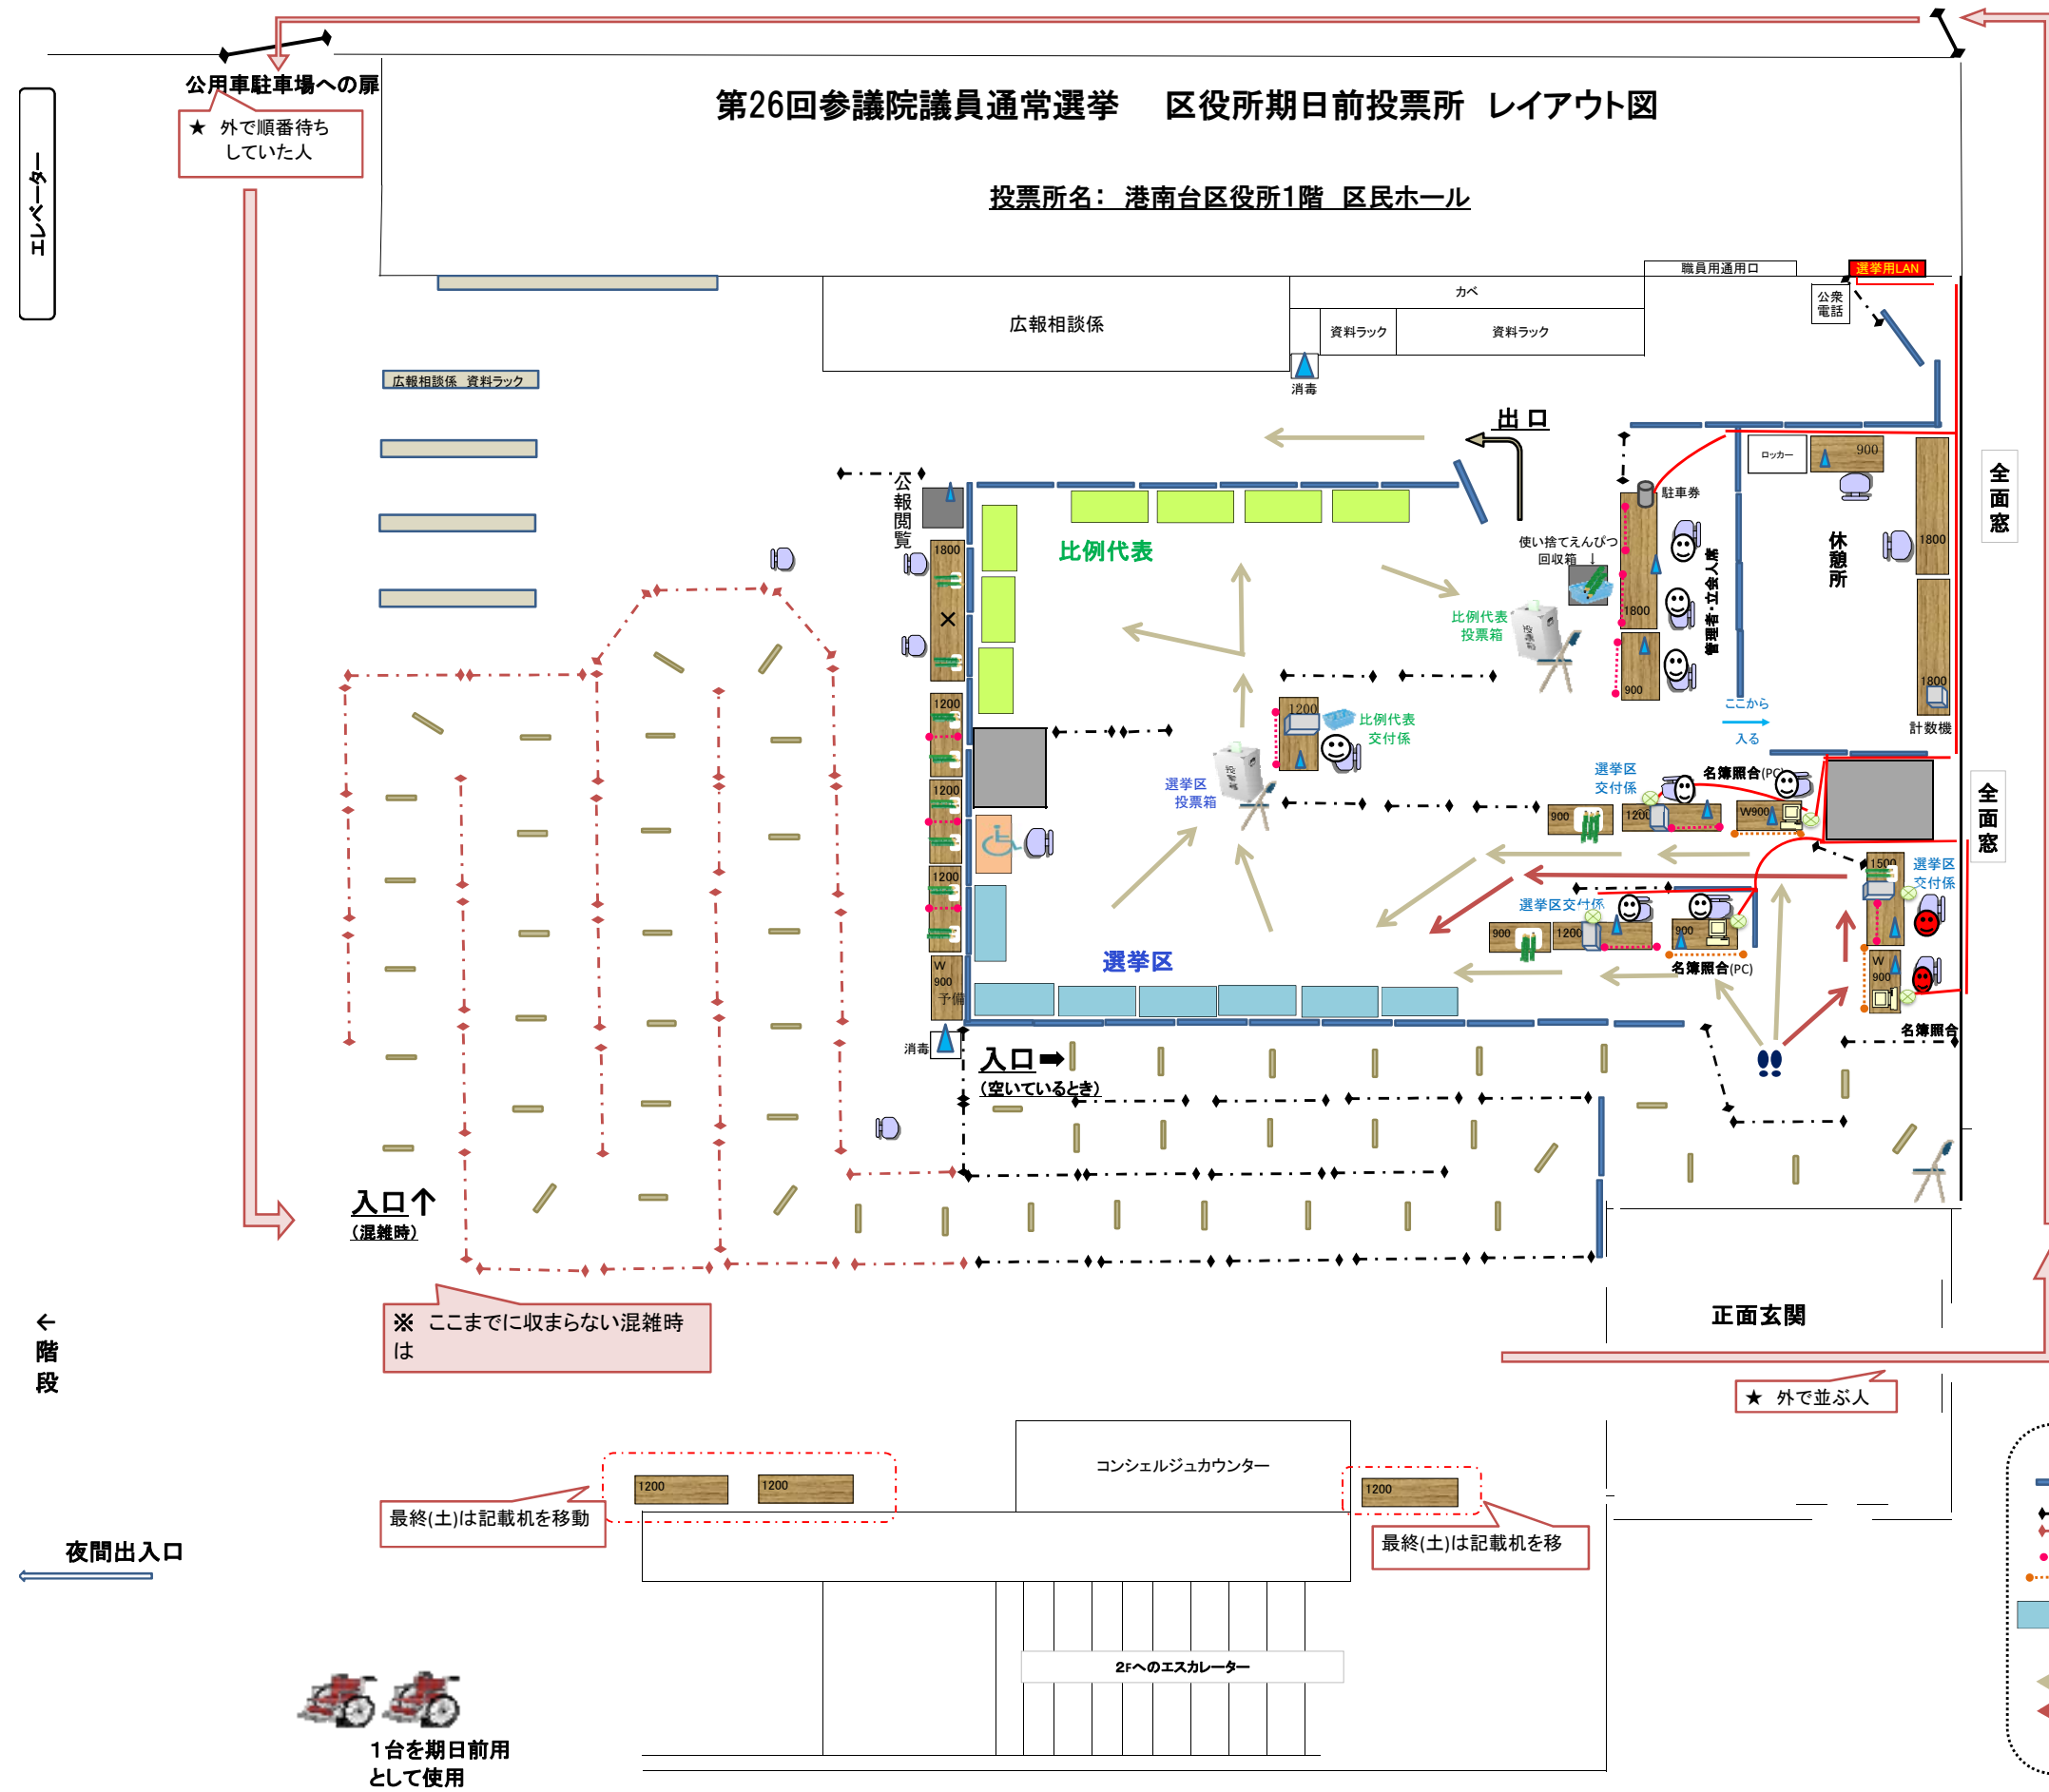 公用車駐車場への扉
★ 外で順番待ち
していた人
エレベーター
第26回参議院議員通常選挙 区役所期日前投票所 レイアウト図
投票所名： 港南台区役所1階 区民ホール
職員用通用口
選挙用LAN
公衆
電話
カベ
広報相談係
資料ラック
資料ラック
消毒
広報相談係 資料ラック
出口
全面窓
ロッカー
900
公報閲覧
駐車券
使い捨てえんぴつ
回収箱 ↓
休憩所
1800
1800
比例代表
管理者・立会人席
1800
比例代表
投票箱
投票箱
900
1800
計数機
ここから
入る
1200
1200
比例代表
交付係
選挙区
投票箱
投票箱
全面窓
選挙区
交付係
名簿照合(PC)
1200
900
1200
W900
1500
選挙区
交付係
1200
選挙区交付係
900
1200
900
名簿照合(PC)
選挙区
W
900
予備
W
900
名簿照合
消毒
入口➡
(空いているとき)
入口↑
(混雑時)
※ ここまでに収まらない混雑時
は
正面玄関
←階段
★ 外で並ぶ人
コンシェルジュカウンター
1200
1200
1200
最終(土)は記載机を移動
最終(土)は記載机を移
夜間出入口
2Fへのエスカレーター
1台を期日前用
として使用